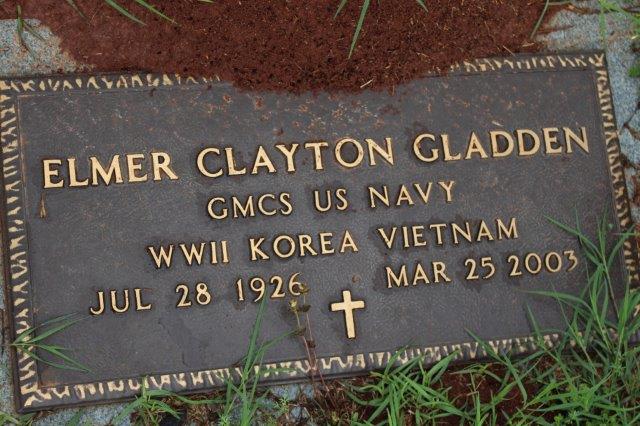 ELMER CLAYTON GLADDEN
GMCS US NAVY
WWII KOREA VIETNAM
JUL 28 1926 MAR 25 2003